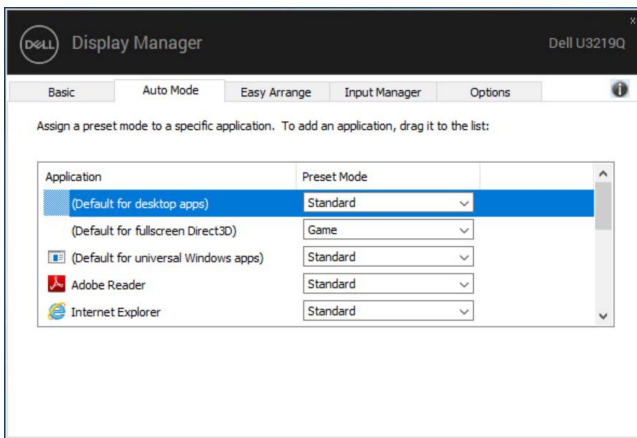 DELL
Display Manager
Dell U3219Q
Basic
Auto Mode
Easy Arrange
Input Manager
Options
Assign a preset mode to a specific application. To add an application, drag it to the list:
Application
Preset Mode
(Default for desktop apps)
Standard
(Default for fullscreen Direct3D)
Game
(Default for universal Windows apps)
Standard
Adobe Reader
Standard
Internet Explorer
Standard